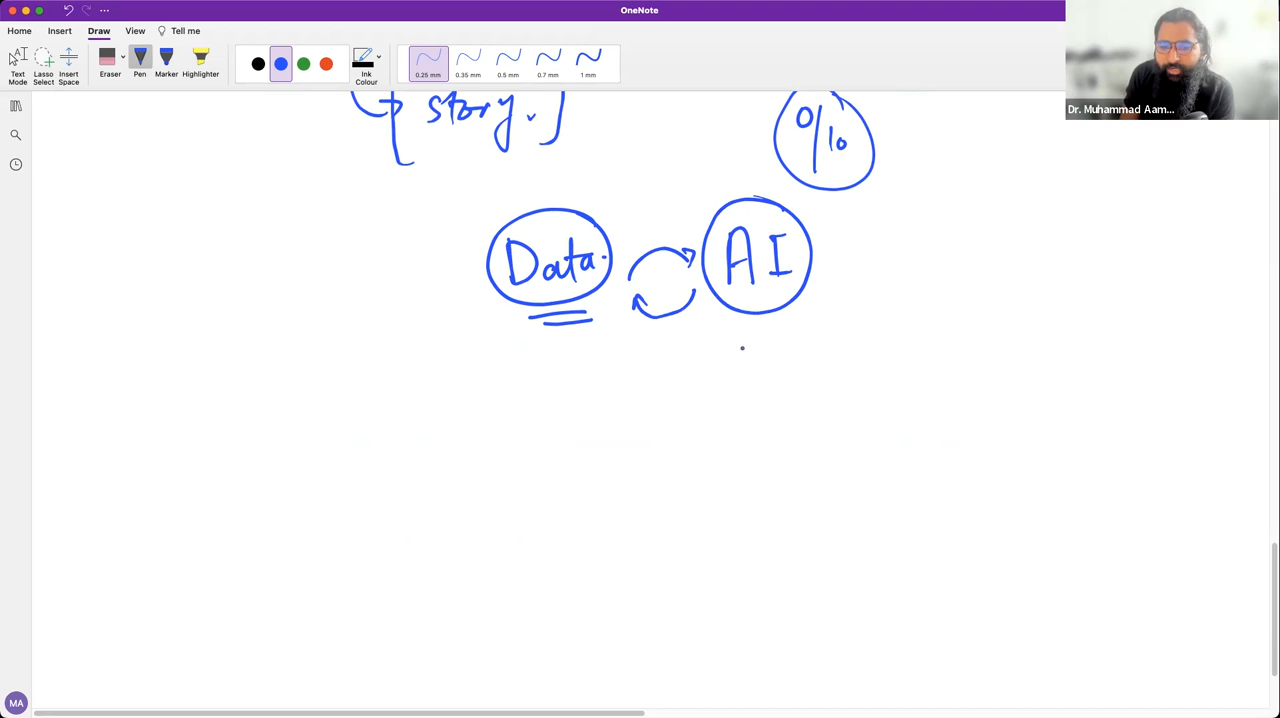 OneNote
Home Insert Draw View Tell me
Text Mode
Lasso Select
Insert Space
Eraser
Pen
Marker
Highlighter
Ink Colour
0.25 mm
0.35 mm
0.5 mm
0.7 mm
1 mm
Dr. Muhammad Aam...
story.
%
Data.
AI
MA